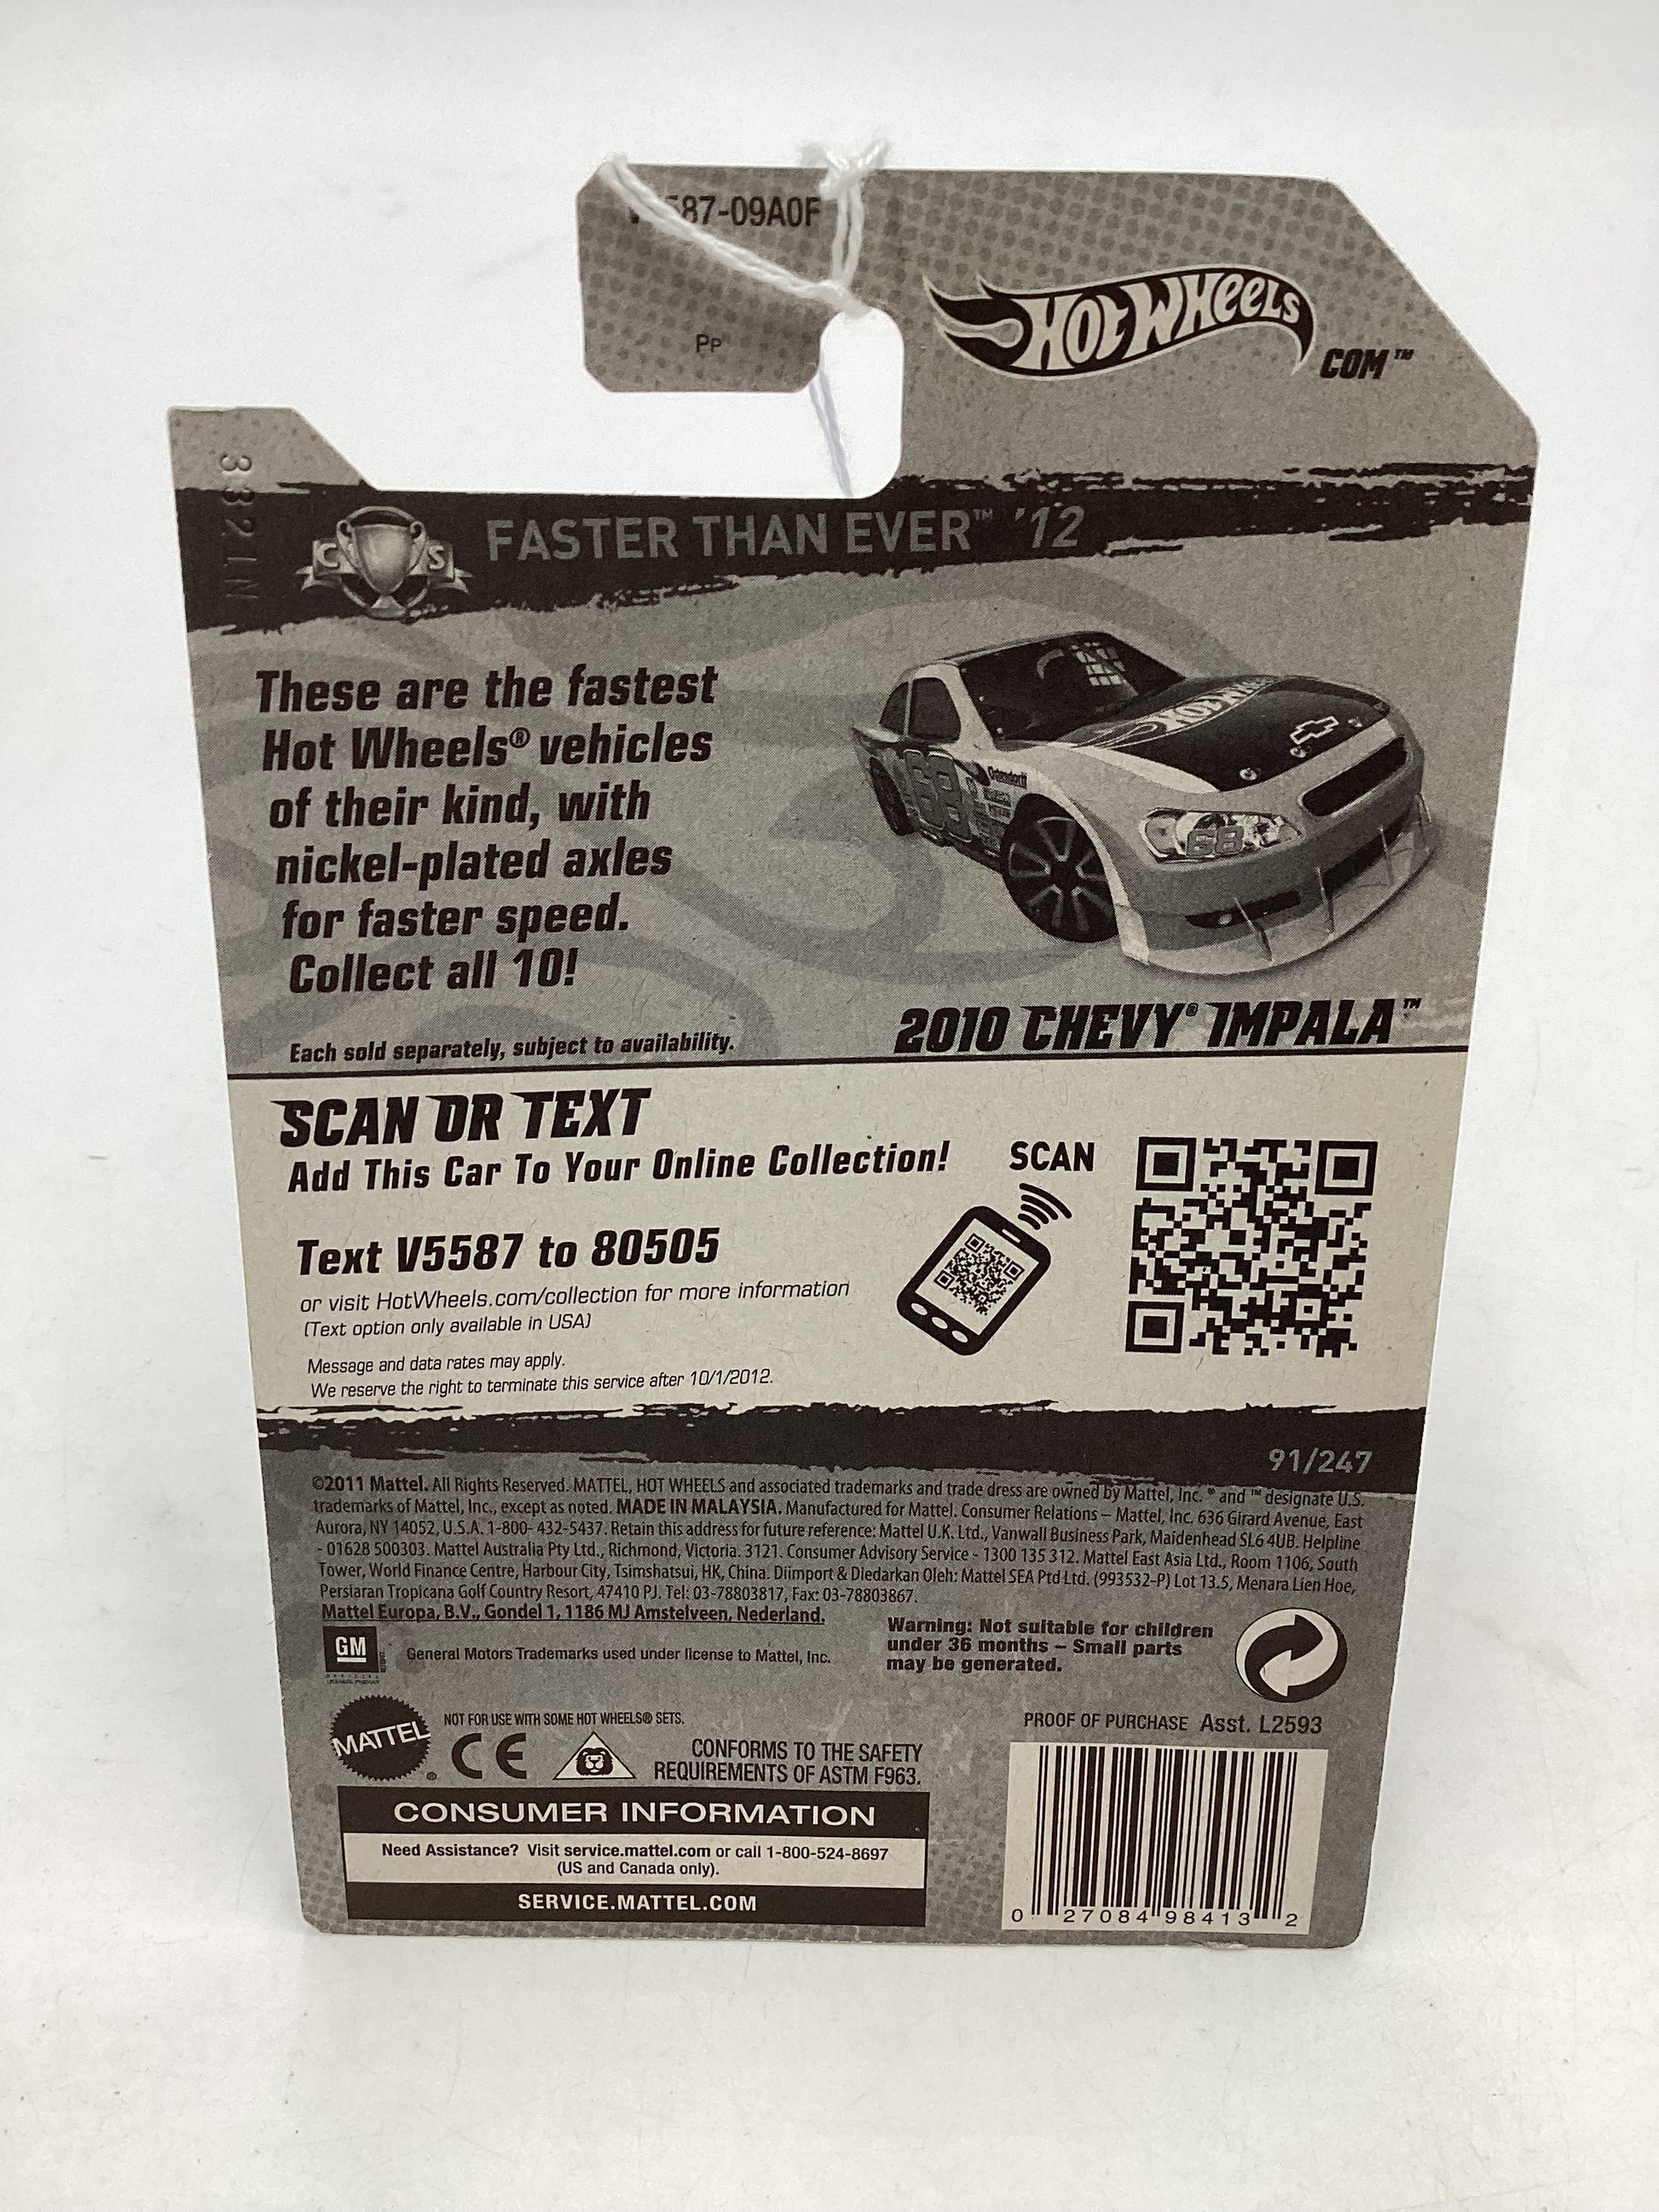 87-09A0F
PP
HOT WHEELS
COM™
3321N
C S
FASTER THAN EVER™ '12
These are the fastest
Hot Wheels® vehicles
of their kind, with
nickel-plated axles
for faster speed.
Collect all 10!
Each sold separately, subject to availability.
HOT WHEELS
68
68
2010 CHEVY® IMPALA™
SCAN OR TEXT
Add This Car To Your Online Collection!
SCAN
Text V5587 to 80505
or visit HotWheels.com/collection for more information
(Text option only available in USA)
Message and data rates may apply.
We reserve the right to terminate this service after 10/1/2012.
91/247
©2011 Mattel. All Rights Reserved. MATTEL, HOT WHEELS and associated trademarks and trade dress are owned by Mattel, Inc. ® and ™ designate U.S.
trademarks of Mattel, Inc., except as noted. MADE IN MALAYSIA. Manufactured for Mattel. Consumer Relations – Mattel, Inc. 636 Girard Avenue, East
Aurora, NY 14052, U.S.A. 1-800- 432-5437. Retain this address for future reference: Mattel U.K. Ltd., Vanwall Business Park, Maidenhead SL6 4UB. Helpline
- 01628 500303. Mattel Australia Pty Ltd., Richmond, Victoria. 3121. Consumer Advisory Service - 1300 135 312. Mattel East Asia Ltd., Room 1106, South
Tower, World Finance Centre, Harbour City, Tsimshatsui, HK, China. Diimport & Diedarkan Oleh: Mattel SEA Ptd Ltd. (993532-P) Lot 13.5, Menara Lien Hoe,
Persiaran Tropicana Golf Country Resort, 47410 PJ. Tel: 03-78803817, Fax: 03-78803867.
Mattel Europa, B.V., Gondel 1, 1186 MJ Amstelveen, Nederland.
GM
General Motors Trademarks used under license to Mattel, Inc.
Warning: Not suitable for children
under 36 months – Small parts
may be generated.
MATTEL®
NOT FOR USE WITH SOME HOT WHEELS® SETS.
CE
CONFORMS TO THE SAFETY
REQUIREMENTS OF ASTM F963.
PROOF OF PURCHASE Asst. L2593
CONSUMER INFORMATION
Need Assistance? Visit service.mattel.com or call 1-800-524-8697
(US and Canada only).
SERVICE.MATTEL.COM
0 27084 98413 2